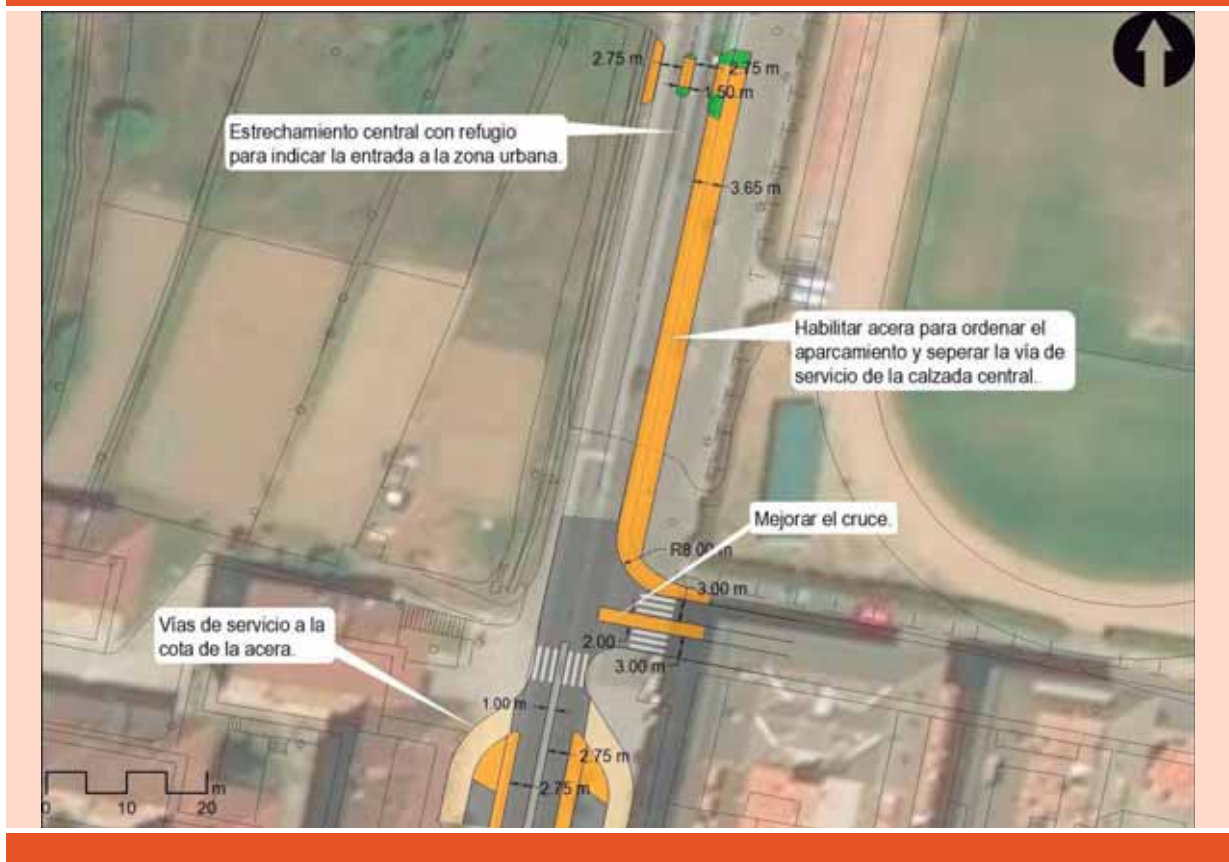 2.75 m
2.75 m
1.50 m
Estrechamiento central con refugio
para indicar la entrada a la zona urbana.
3.65 m
Habilitar acera para ordenar el
aparcamiento y seperar la vía de
servicio de la calzada central.
Mejorar el cruce.
R8.00 m
3.00 m
Vías de servicio a la
cota de la acera.
2.00
3.00 m
1.00 m
2.75 m
2.75 m
m
0 10 20